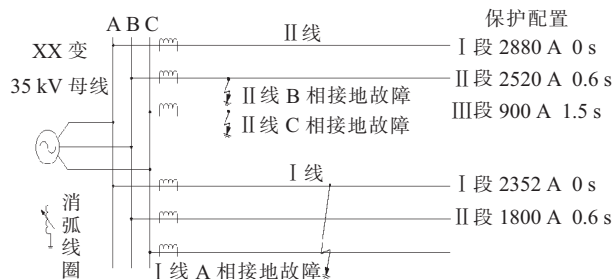 A B C
保护配置
XX 变
35 kV 母线
Ⅱ线
Ⅰ段 2880 A 0 s
Ⅱ段 2520 A 0.6 s
Ⅱ线 B 相接地故障
Ⅲ段 900 A 1.5 s
Ⅱ线 C 相接地故障
Ⅰ线
Ⅰ段 2352 A 0 s
Ⅱ段 1800 A 0.6 s
消弧线圈
Ⅰ线 A 相接地故障